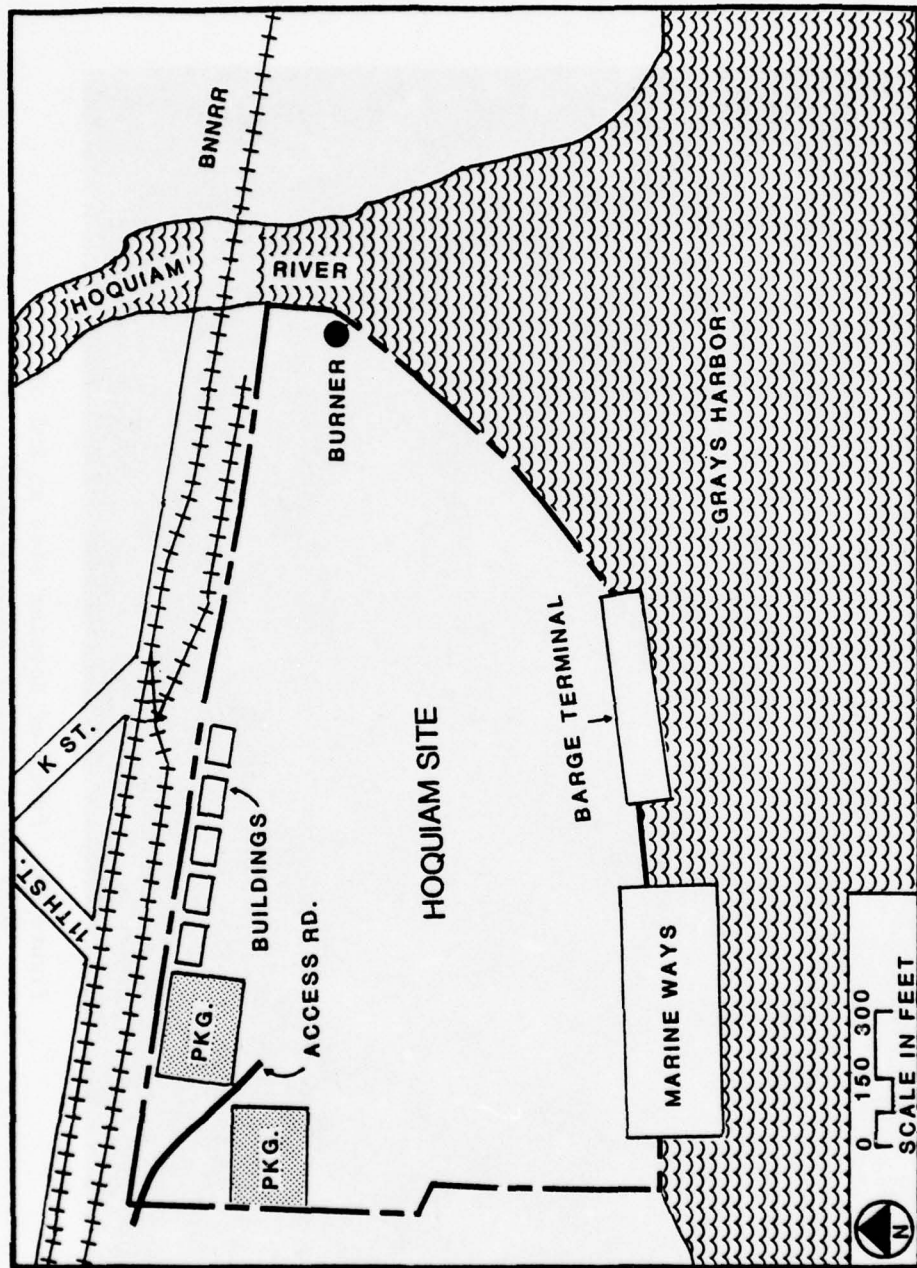 BNNRR
HOQUIAM
RIVER
K ST.
11TH ST.
BURNER
BUILDINGS
PKG.
ACCESS RD.
PKG.
HOQUIAM SITE
BARGE TERMINAL
GRAYS HARBOR
MARINE WAYS
0 150 300
SCALE IN FEET
N